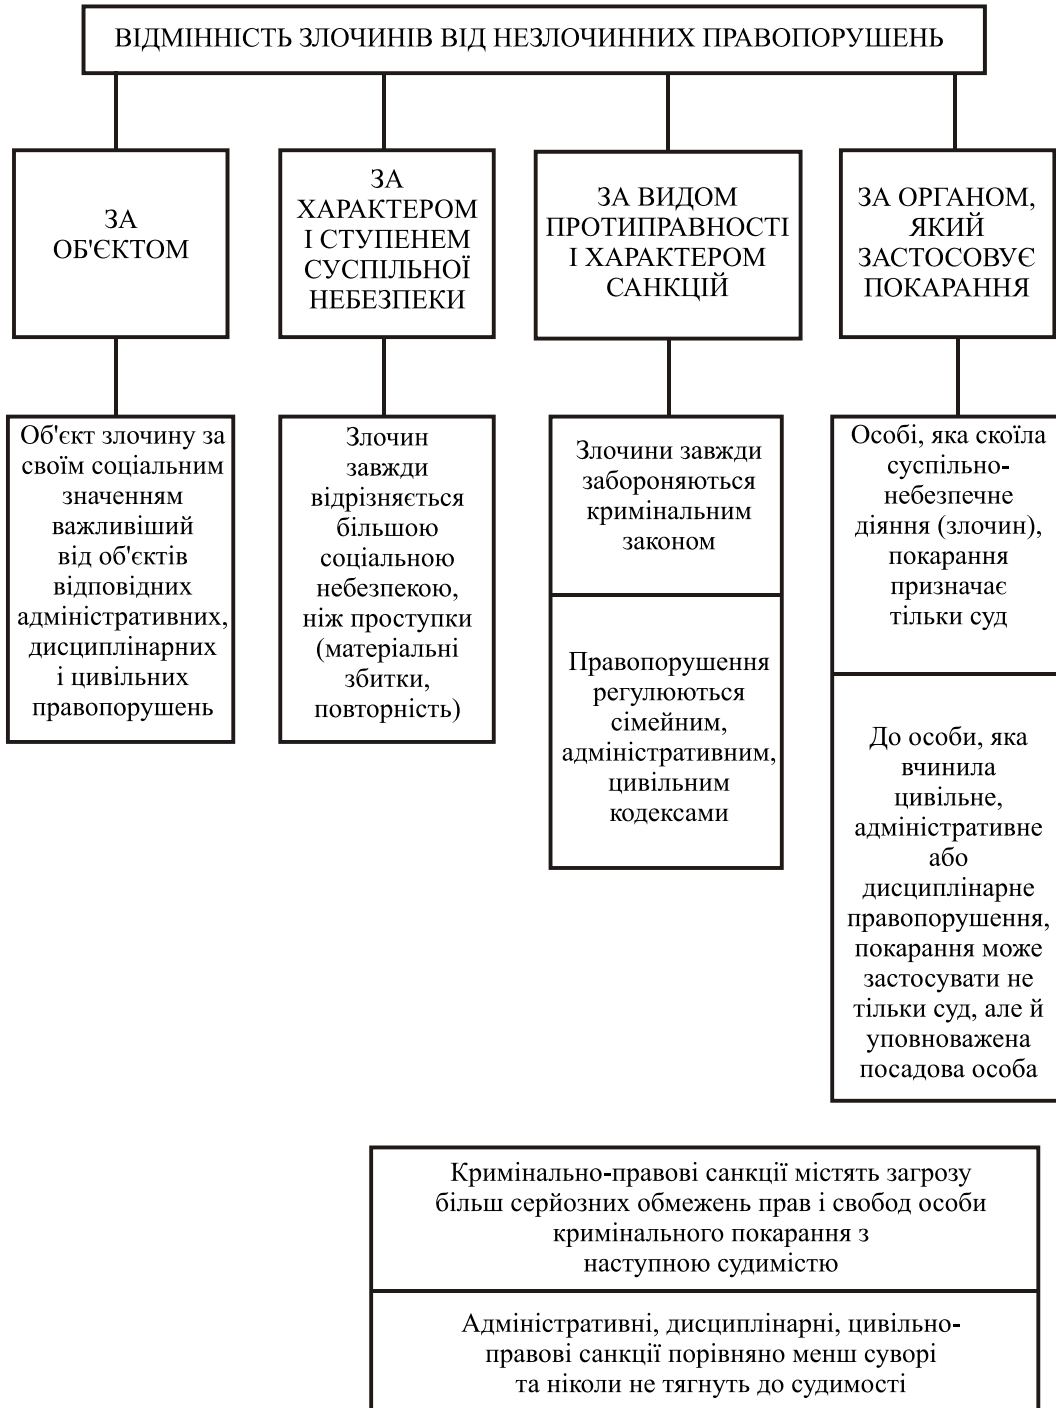 ВІДМІННІСТЬ ЗЛОЧИНІВ ВІД НЕЗЛОЧИННИХ ПРАВОПОРУШЕНЬ
ЗА
ОБ'ЄКТОМ
ЗА
ХАРАКТЕРОМ
І СТУПЕНЕМ
СУСПІЛЬНОЇ
НЕБЕЗПЕКИ
ЗА ВИДОМ
ПРОТИПРАВНОСТІ
І ХАРАКТЕРОМ
САНКЦІЙ
ЗА ОРГАНОМ,
ЯКИЙ
ЗАСТОСОВУЄ
ПОКАРАННЯ
Об'єкт злочину за
своїм соціальним
значенням
важливіший
від об'єктів
відповідних
адміністративних,
дисциплінарних
і цивільних
правопорушень
Злочин
завжди
відрізняється
більшою
соціальною
небезпекою,
ніж проступки
(матеріальні
збитки,
повторність)
Злочини завжди
забороняються
кримінальним
законом
Правопорушення
регулюються
сімейним,
адміністративним,
цивільним
кодексами
Особі, яка скоїла
суспільно-
небезпечне
діяння (злочин),
покарання
призначає
тільки суд
До особи, яка
вчинила
цивільне,
адміністративне
або
дисциплінарне
правопорушення,
покарання може
застосувати не
тільки суд, але й
уповноважена
посадова особа
Кримінально-правові санкції містять загрозу
більш серйозних обмежень прав і свобод особи
кримінального покарання з
наступною судимістю
Адміністративні, дисциплінарні, цивільно-
правові санкції порівняно менш суворі
та ніколи не тягнуть до судимості